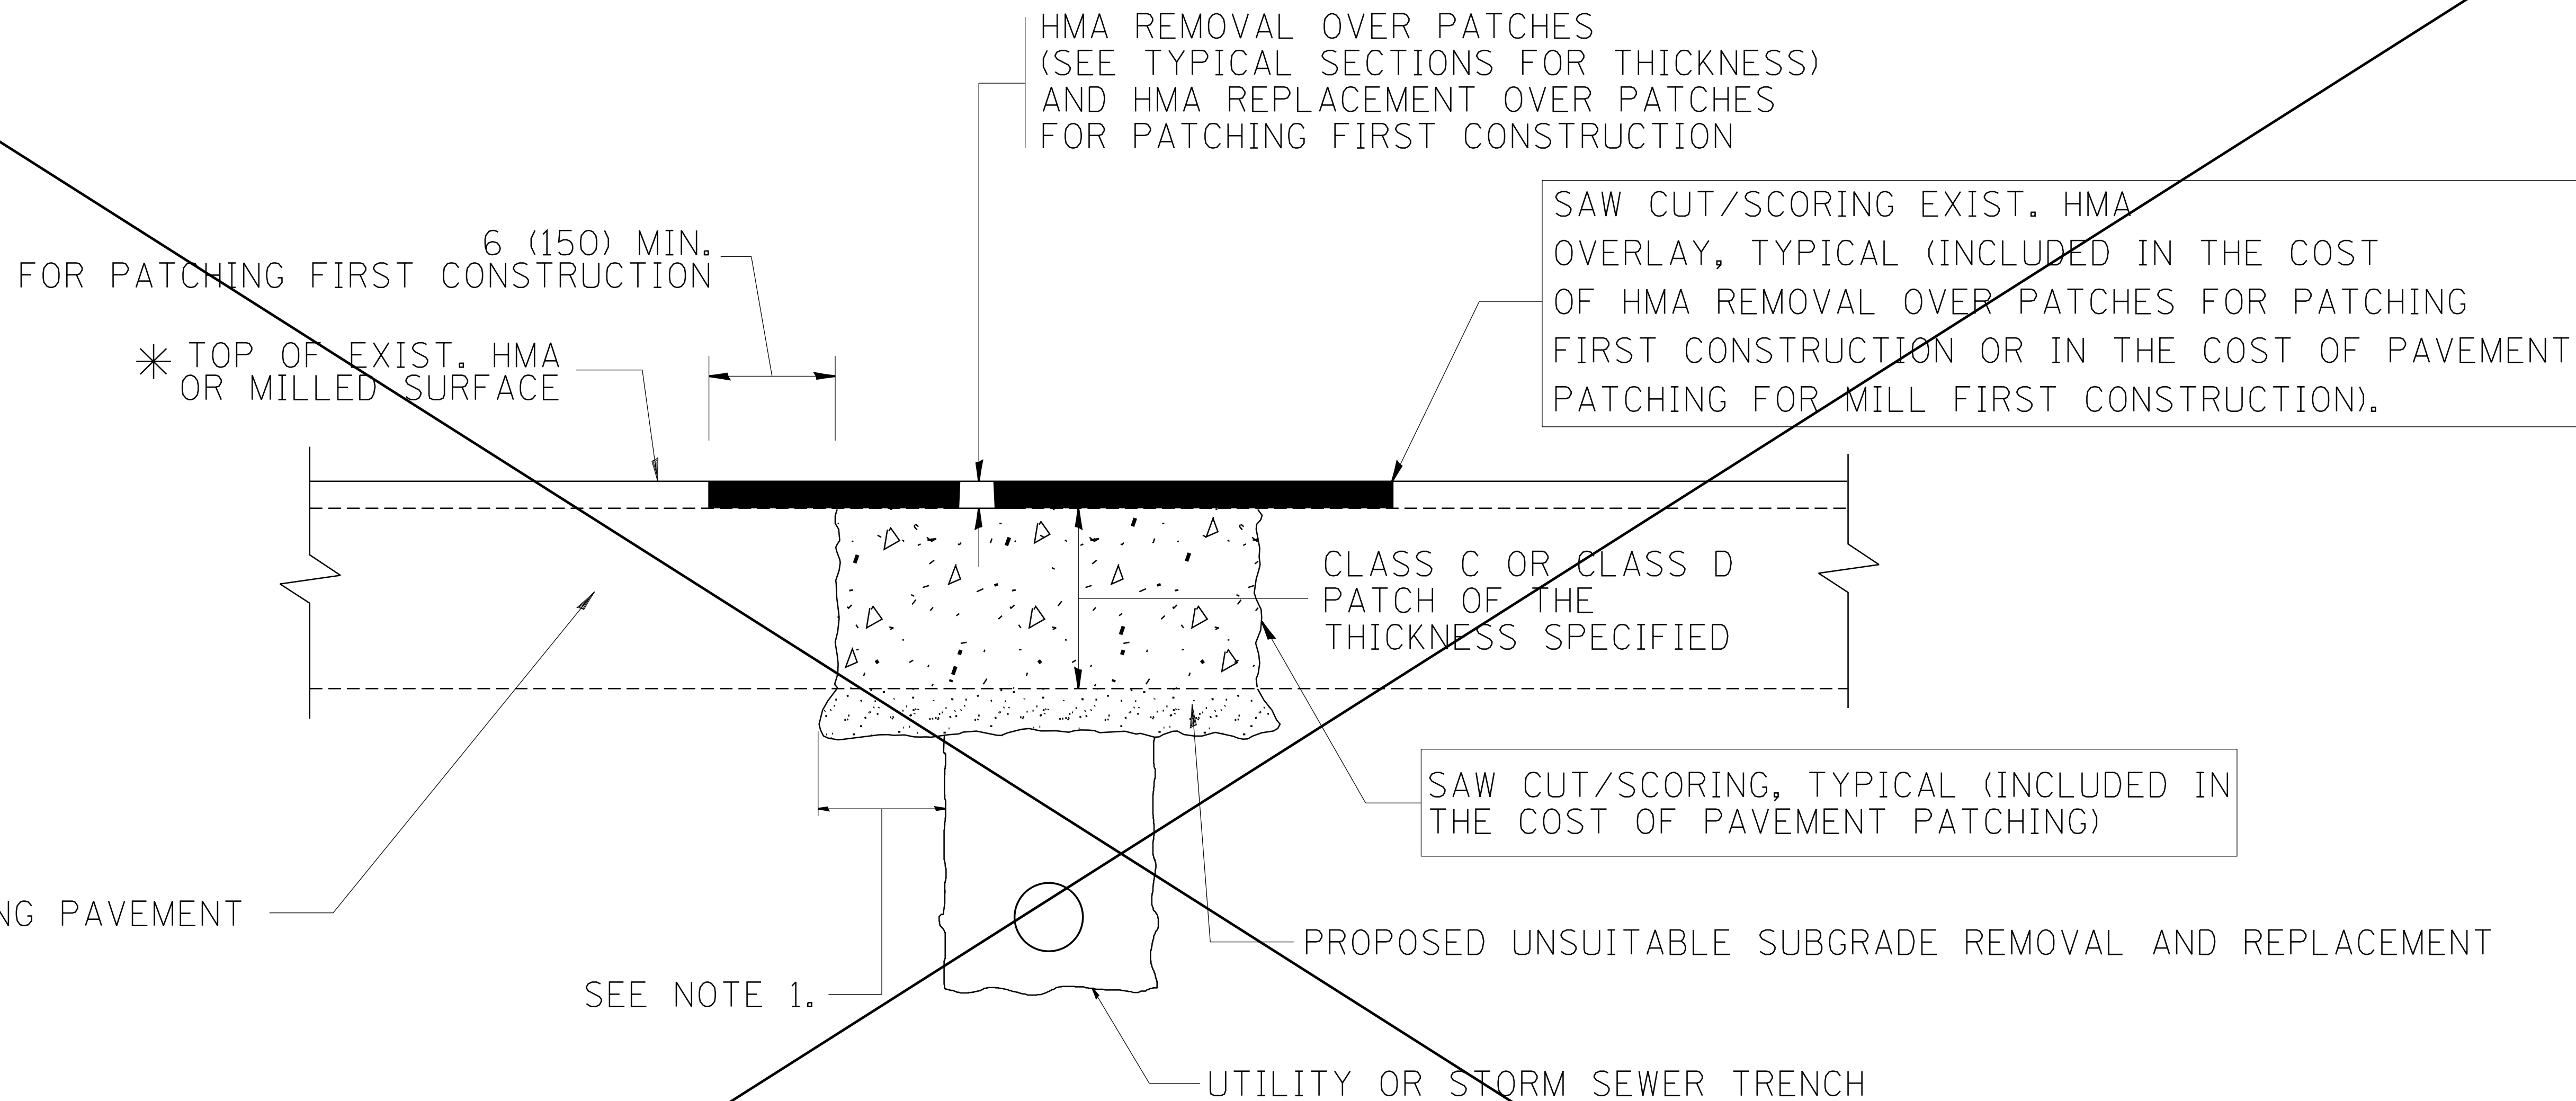 HMA REMOVAL OVER PATCHES
(SEE TYPICAL SECTIONS FOR THICKNESS)
AND HMA REPLACEMENT OVER PATCHES
FOR PATCHING FIRST CONSTRUCTION
SAW CUT/SCORING EXIST. HMA
OVERLAY, TYPICAL (INCLUDED IN THE COST
OF HMA REMOVAL OVER PATCHES FOR PATCHING
FIRST CONSTRUCTION OR IN THE COST OF PAVEMENT
PATCHING FOR MILL FIRST CONSTRUCTION).
6 (150) MIN.
FOR PATCHING FIRST CONSTRUCTION
* TOP OF EXIST. HMA
OR MILLED SURFACE
CLASS C OR CLASS D
PATCH OF THE
THICKNESS SPECIFIED
SAW CUT/SCORING, TYPICAL (INCLUDED IN
THE COST OF PAVEMENT PATCHING)
NG PAVEMENT
PROPOSED UNSUITABLE SUBGRADE REMOVAL AND REPLACEMENT
SEE NOTE 1.
UTILITY OR STORM SEWER TRENCH